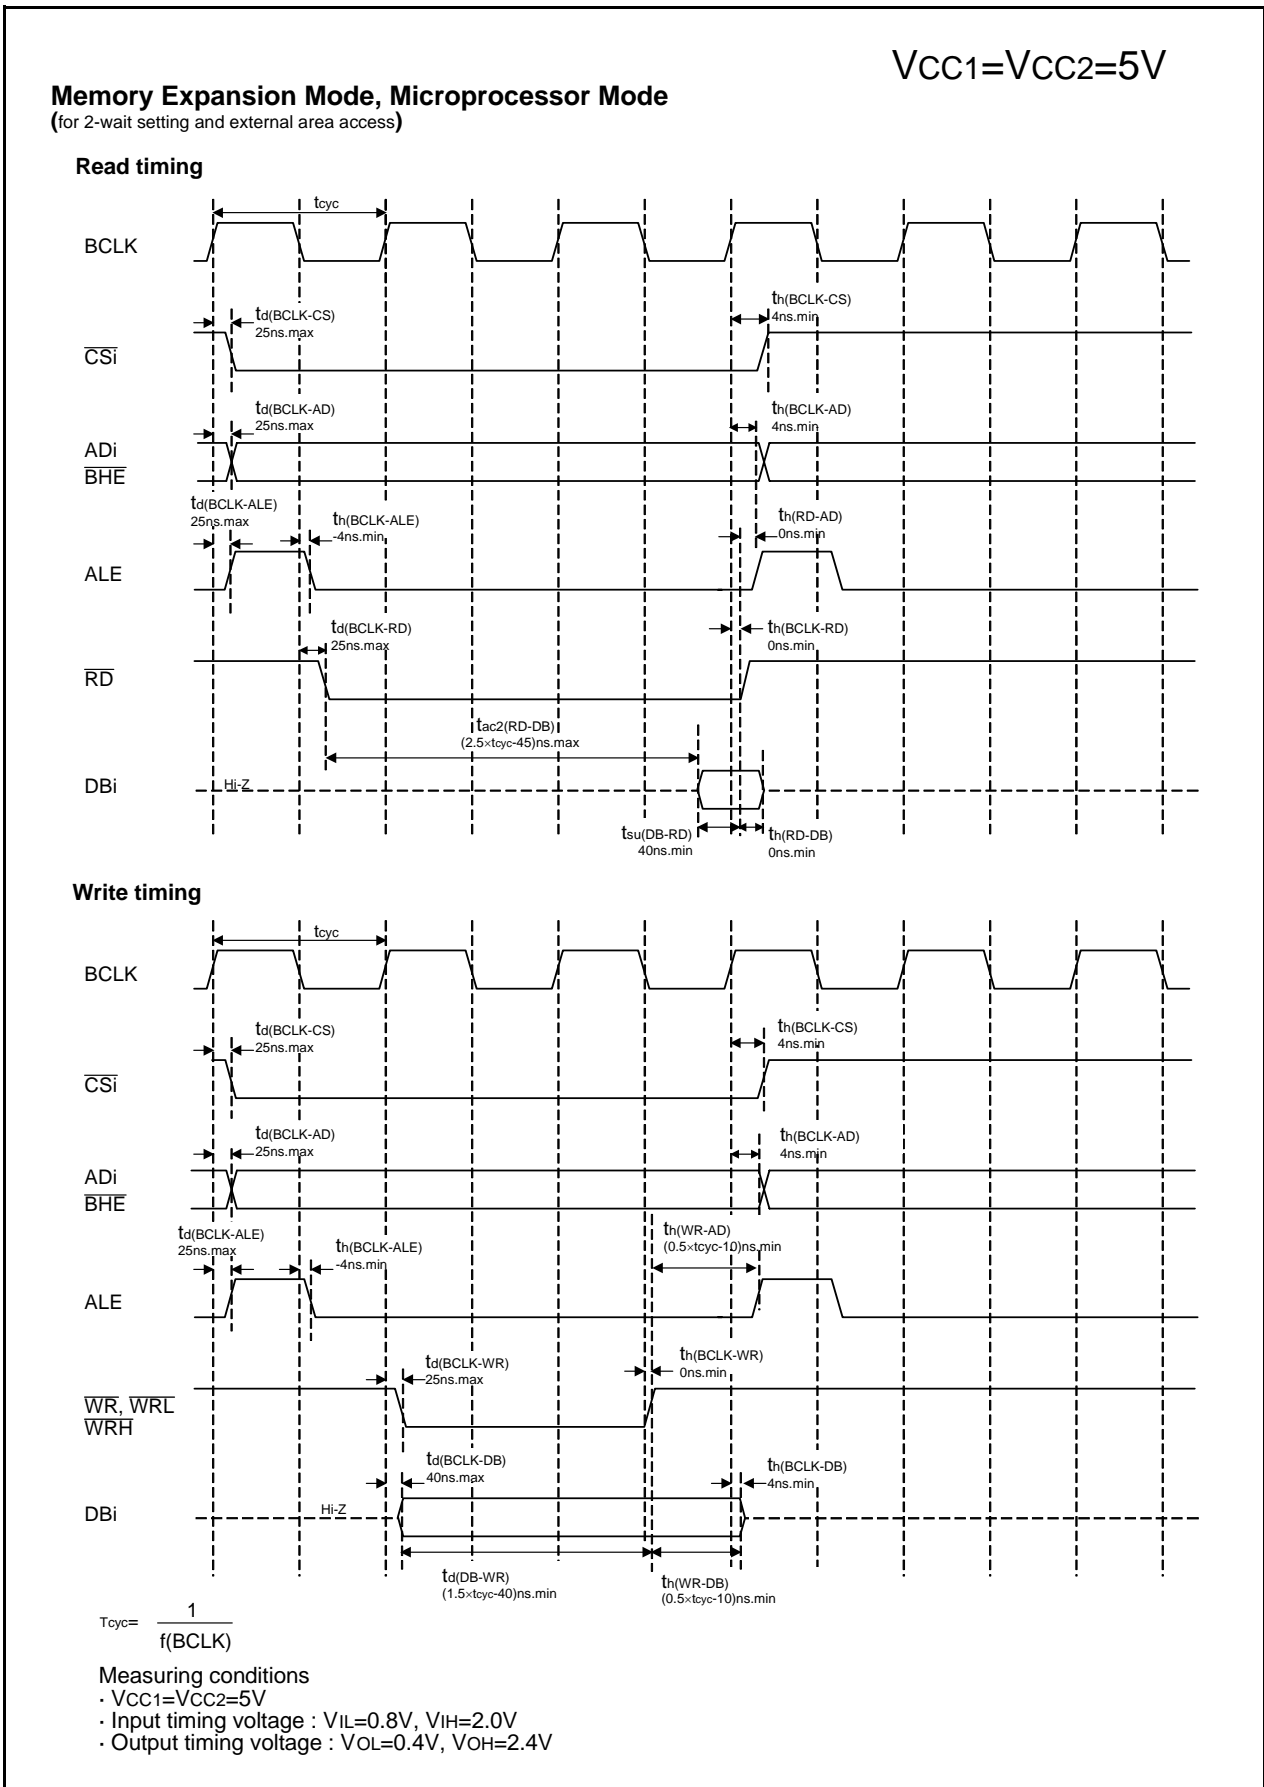 VCC1=VCC2=5V
Memory Expansion Mode, Microprocessor Mode
(for 2-wait setting and external area access)
Read timing
tcyc
BCLK
td(BCLK-CS)
25ns.max
th(BCLK-CS)
4ns.min
CSi
td(BCLK-AD)
25ns.max
th(BCLK-AD)
4ns.min
ADi
BHE
td(BCLK-ALE)
25ns.max
th(BCLK-ALE)
-4ns.min
th(RD-AD)
0ns.min
ALE
td(BCLK-RD)
25ns.max
th(BCLK-RD)
0ns.min
RD
tac2(RD-DB)
(2.5×tcyc-45)ns.max
DBi
Hi-Z
tsu(DB-RD)
40ns.min
th(RD-DB)
0ns.min
Write timing
tcyc
BCLK
td(BCLK-CS)
25ns.max
th(BCLK-CS)
4ns.min
CSi
td(BCLK-AD)
25ns.max
th(BCLK-AD)
4ns.min
ADi
BHE
td(BCLK-ALE)
25ns.max
th(BCLK-ALE)
-4ns.min
th(WR-AD)
(0.5×tcyc-10)ns.min
ALE
td(BCLK-WR)
25ns.max
th(BCLK-WR)
0ns.min
WR, WRL
WRH
td(BCLK-DB)
40ns.max
th(BCLK-DB)
4ns.min
DBi
Hi-Z
td(DB-WR)
(1.5×tcyc-40)ns.min
th(WR-DB)
(0.5×tcyc-10)ns.min
Tcyc= 1
f(BCLK)
Measuring conditions
· VCC1=VCC2=5V
· Input timing voltage : VIL=0.8V, VIH=2.0V
· Output timing voltage : VOL=0.4V, VOH=2.4V